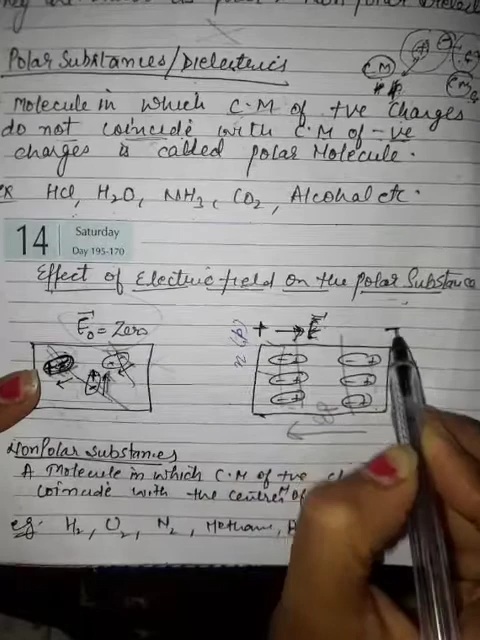 Polar Substances/Dielectrics
CM
Molecule in which C.M of +ve Charges
do not coincide with C.M of -ve
charges is called polar Molecule.
ex HCl, H2O, NH3, CO2, Alcohal etc.
14 Saturday
Day 195-170
Effect of Electric field on the Polar Substance
E0 = Zero
+ → E
NonPolar Substances
A Molecule in which C.M of +ve
coincide with the centre of
eg:- H2, O2, N2, Methane,